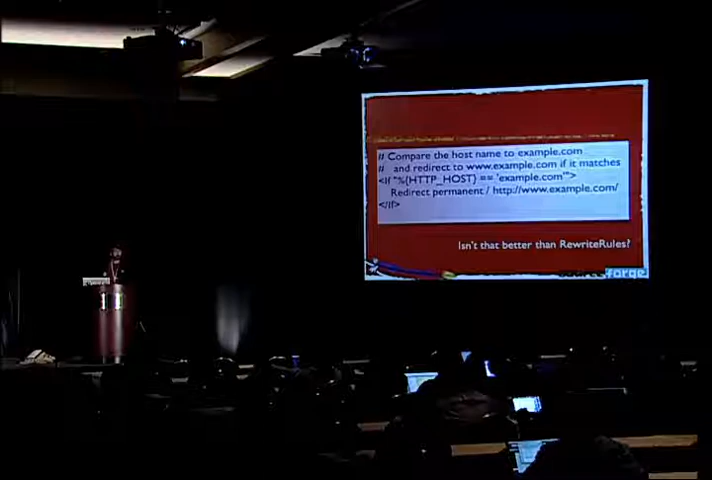 // Compare the host name to example.com
// and redirect to www.example.com if it matches
<If "%{HTTP_HOST} == 'example.com'">
Redirect permanent / http://www.example.com/
</If>
Isn't that better than RewriteRules?
sourceforge